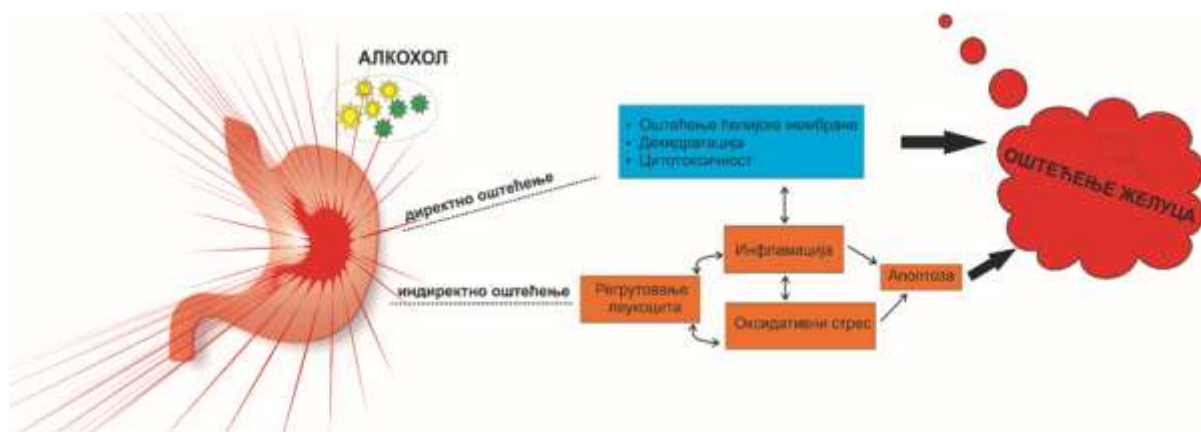 АЛКОХОЛ
• Оштећење ћелијске мембране
• Дехидратација
• Цитотоксичност
ОШТЕЋЕЊЕ ЖЕЛУЦА
директно оштећење
Инфламација
Апоптоза
индиректно оштећење
Регрутовање
леукоцита
Оксидативни стрес